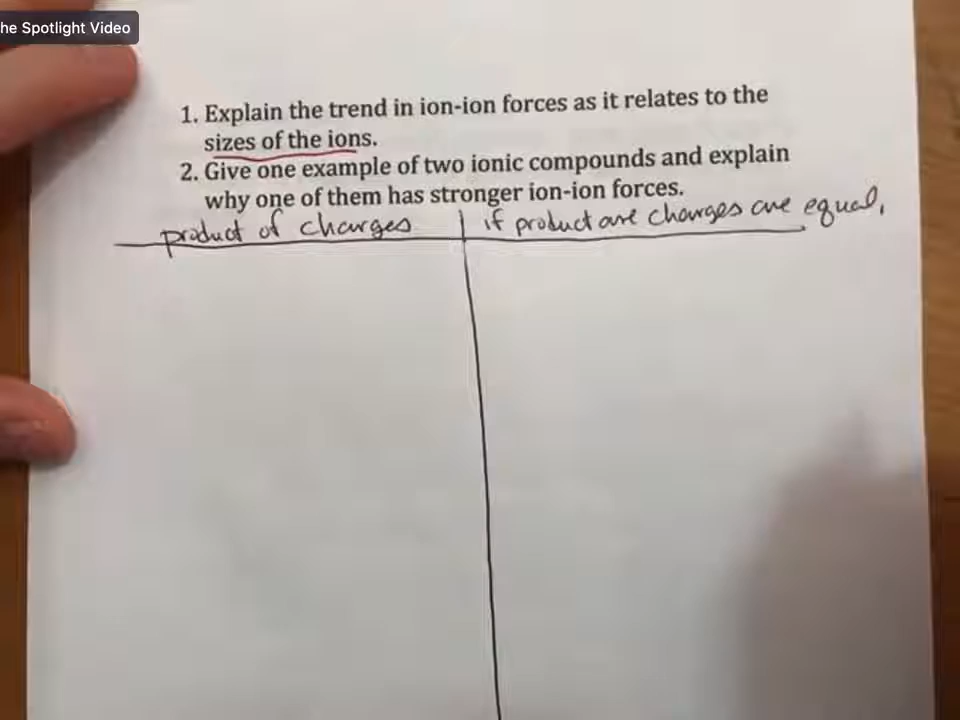 he Spotlight Video
1. Explain the trend in ion-ion forces as it relates to the
sizes of the ions.
2. Give one example of two ionic compounds and explain
why one of them has stronger ion-ion forces.
product of charges
if product are charges are equal,